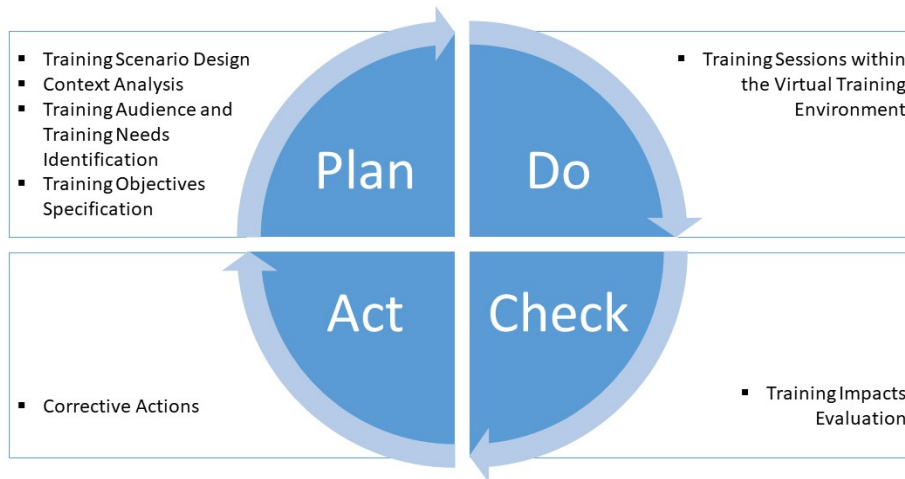 ▪ Training Scenario Design
▪ Context Analysis
▪ Training Audience and
Training Needs
Identification
▪ Training Objectives
Specification
Plan
Do
▪ Training Sessions within
the Virtual Training
Environment
Act
Check
▪ Corrective Actions
▪ Training Impacts
Evaluation